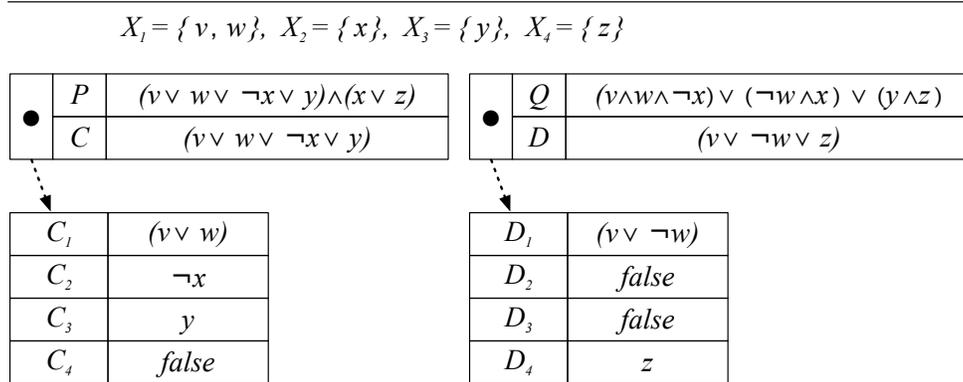 X₁ = { v, w}, X₂ = { x}, X₃ = { y}, X₄ = { z}
P (v∨ w ∨ ¬x∨ y)∧(x∨ z) Q (v∧w∧¬x)∨ (¬w∧x) ∨ (y∧z)
C (v∨ w ∨ ¬x∨ y) D (v∨ ¬w∨ z)
C₁ (v∨ w) D₁ (v∨ ¬w)
C₂ ¬x D₂ false
C₃ y D₃ false
C₄ false D₄ z